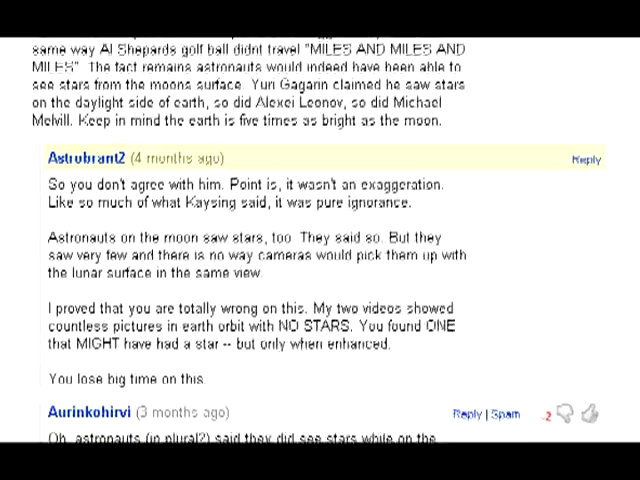 same way Al Shepards golf ball didnt travel "MILES AND MILES AND
MILES". The fact remains astronauts would indeed have been able to
see stars from the moons surface. Yuri Gagarin claimed he saw stars
on the daylight side of earth, so did Alexei Leonov, so did Michael
Melvill. Keep in mind the earth is five times as bright as the moon.
Astrobrant2 (4 months ago)
Reply
So you don't agree with him. Point is, it wasn't an exaggeration.
Like so much of what Kaysing said, it was pure ignorance.
Astronauts on the moon saw stars, too. They said so. But they
saw very few and there is no way cameras would pick them up with
the lunar surface in the same view.
I proved that you are totally wrong on this. My two videos showed
countless pictures in earth orbit with NO STARS. You found ONE
that MIGHT have had a star -- but only when enhanced.
You lose big time on this.
Aurinkohirvi (3 months ago)
Reply | Spam
-2
Oh, astronauts (in plural?) said they did see stars while on the